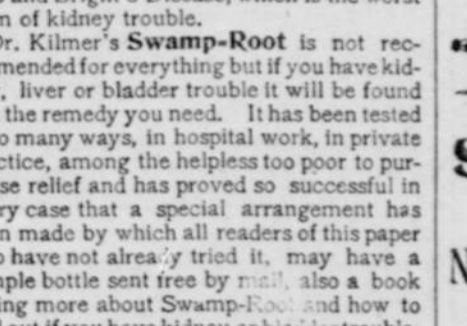 n of kidney trouble.
Dr. Kilmer's Swamp-Root is not rec-
mended for everything but if you have kid-
, liver or bladder trouble it will be found
the remedy you need. It has been tested
o many ways, in hospital work, in private
ctice, among the helpless too poor to pur-
se relief and has proved so successful in
ry case that a special arrangement has
n made by which all readers of this paper
o have not already tried it, may have a
mple bottle sent free by mail, also a book
ing more about Swamp-Root and how to